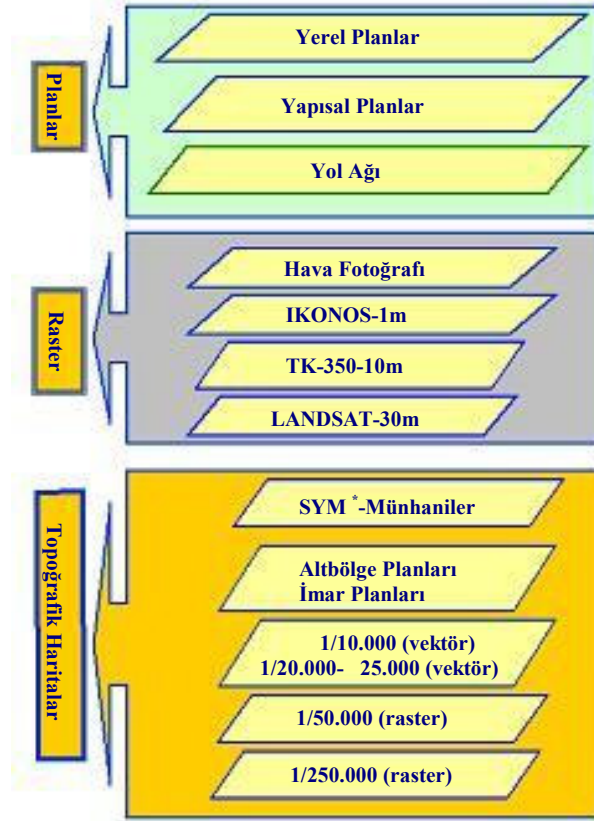 Planlar
Yerel Planlar
Yapısal Planlar
Yol Ağı
Raster
Hava Fotoğrafı
IKONOS-1m
TK-350-10m
LANDSAT-30m
Topoğrafik Haritalar
SYM *-Münhaniler
Altbölge Planları
İmar Planları
1/10.000 (vektör)
1/20.000- 25.000 (vektör)
1/50.000 (raster)
1/250.000 (raster)